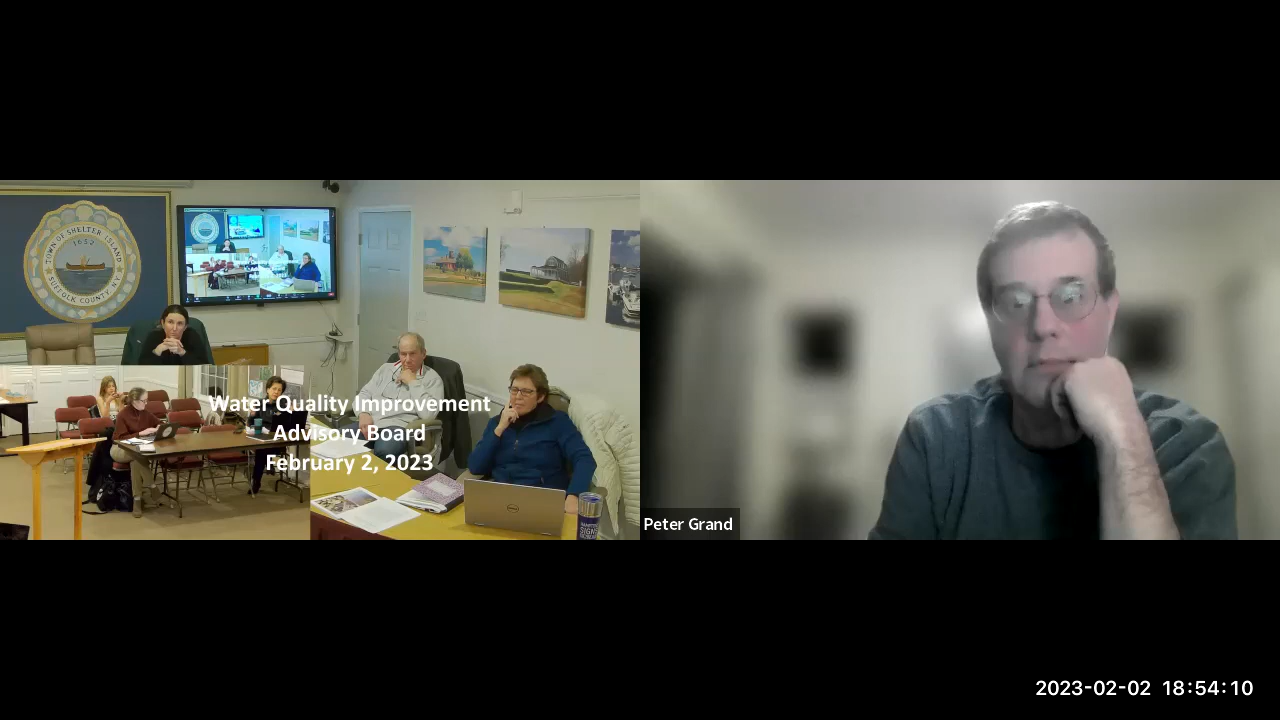 TOWN OF SHELTER ISLAND
1652
SUFFOLK COUNTY, N.Y.
Water Quality Improvement
Advisory Board
February 2, 2023
DELL
Peter Grand
2023-02-02 18:54:10